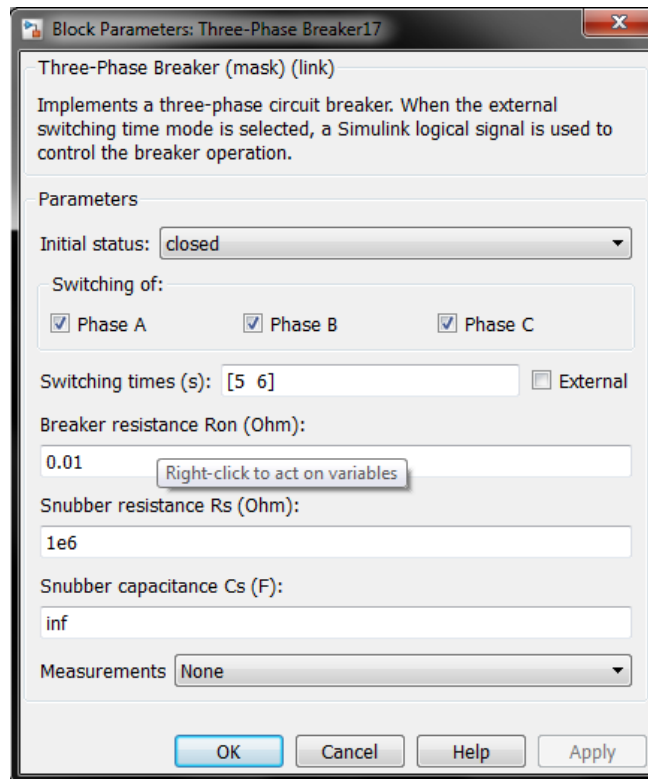 Block Parameters: Three-Phase Breaker17
Three-Phase Breaker (mask) (link)
Implements a three-phase circuit breaker. When the external
switching time mode is selected, a Simulink logical signal is used to
control the breaker operation.
Parameters
Initial status: closed
Switching of:
Phase A Phase B Phase C
Switching times (s): [5 6] External
Breaker resistance Ron (Ohm):
0.01
Right-click to act on variables
Snubber resistance Rs (Ohm):
1e6
Snubber capacitance Cs (F):
inf
Measurements None
OK Cancel Help Apply